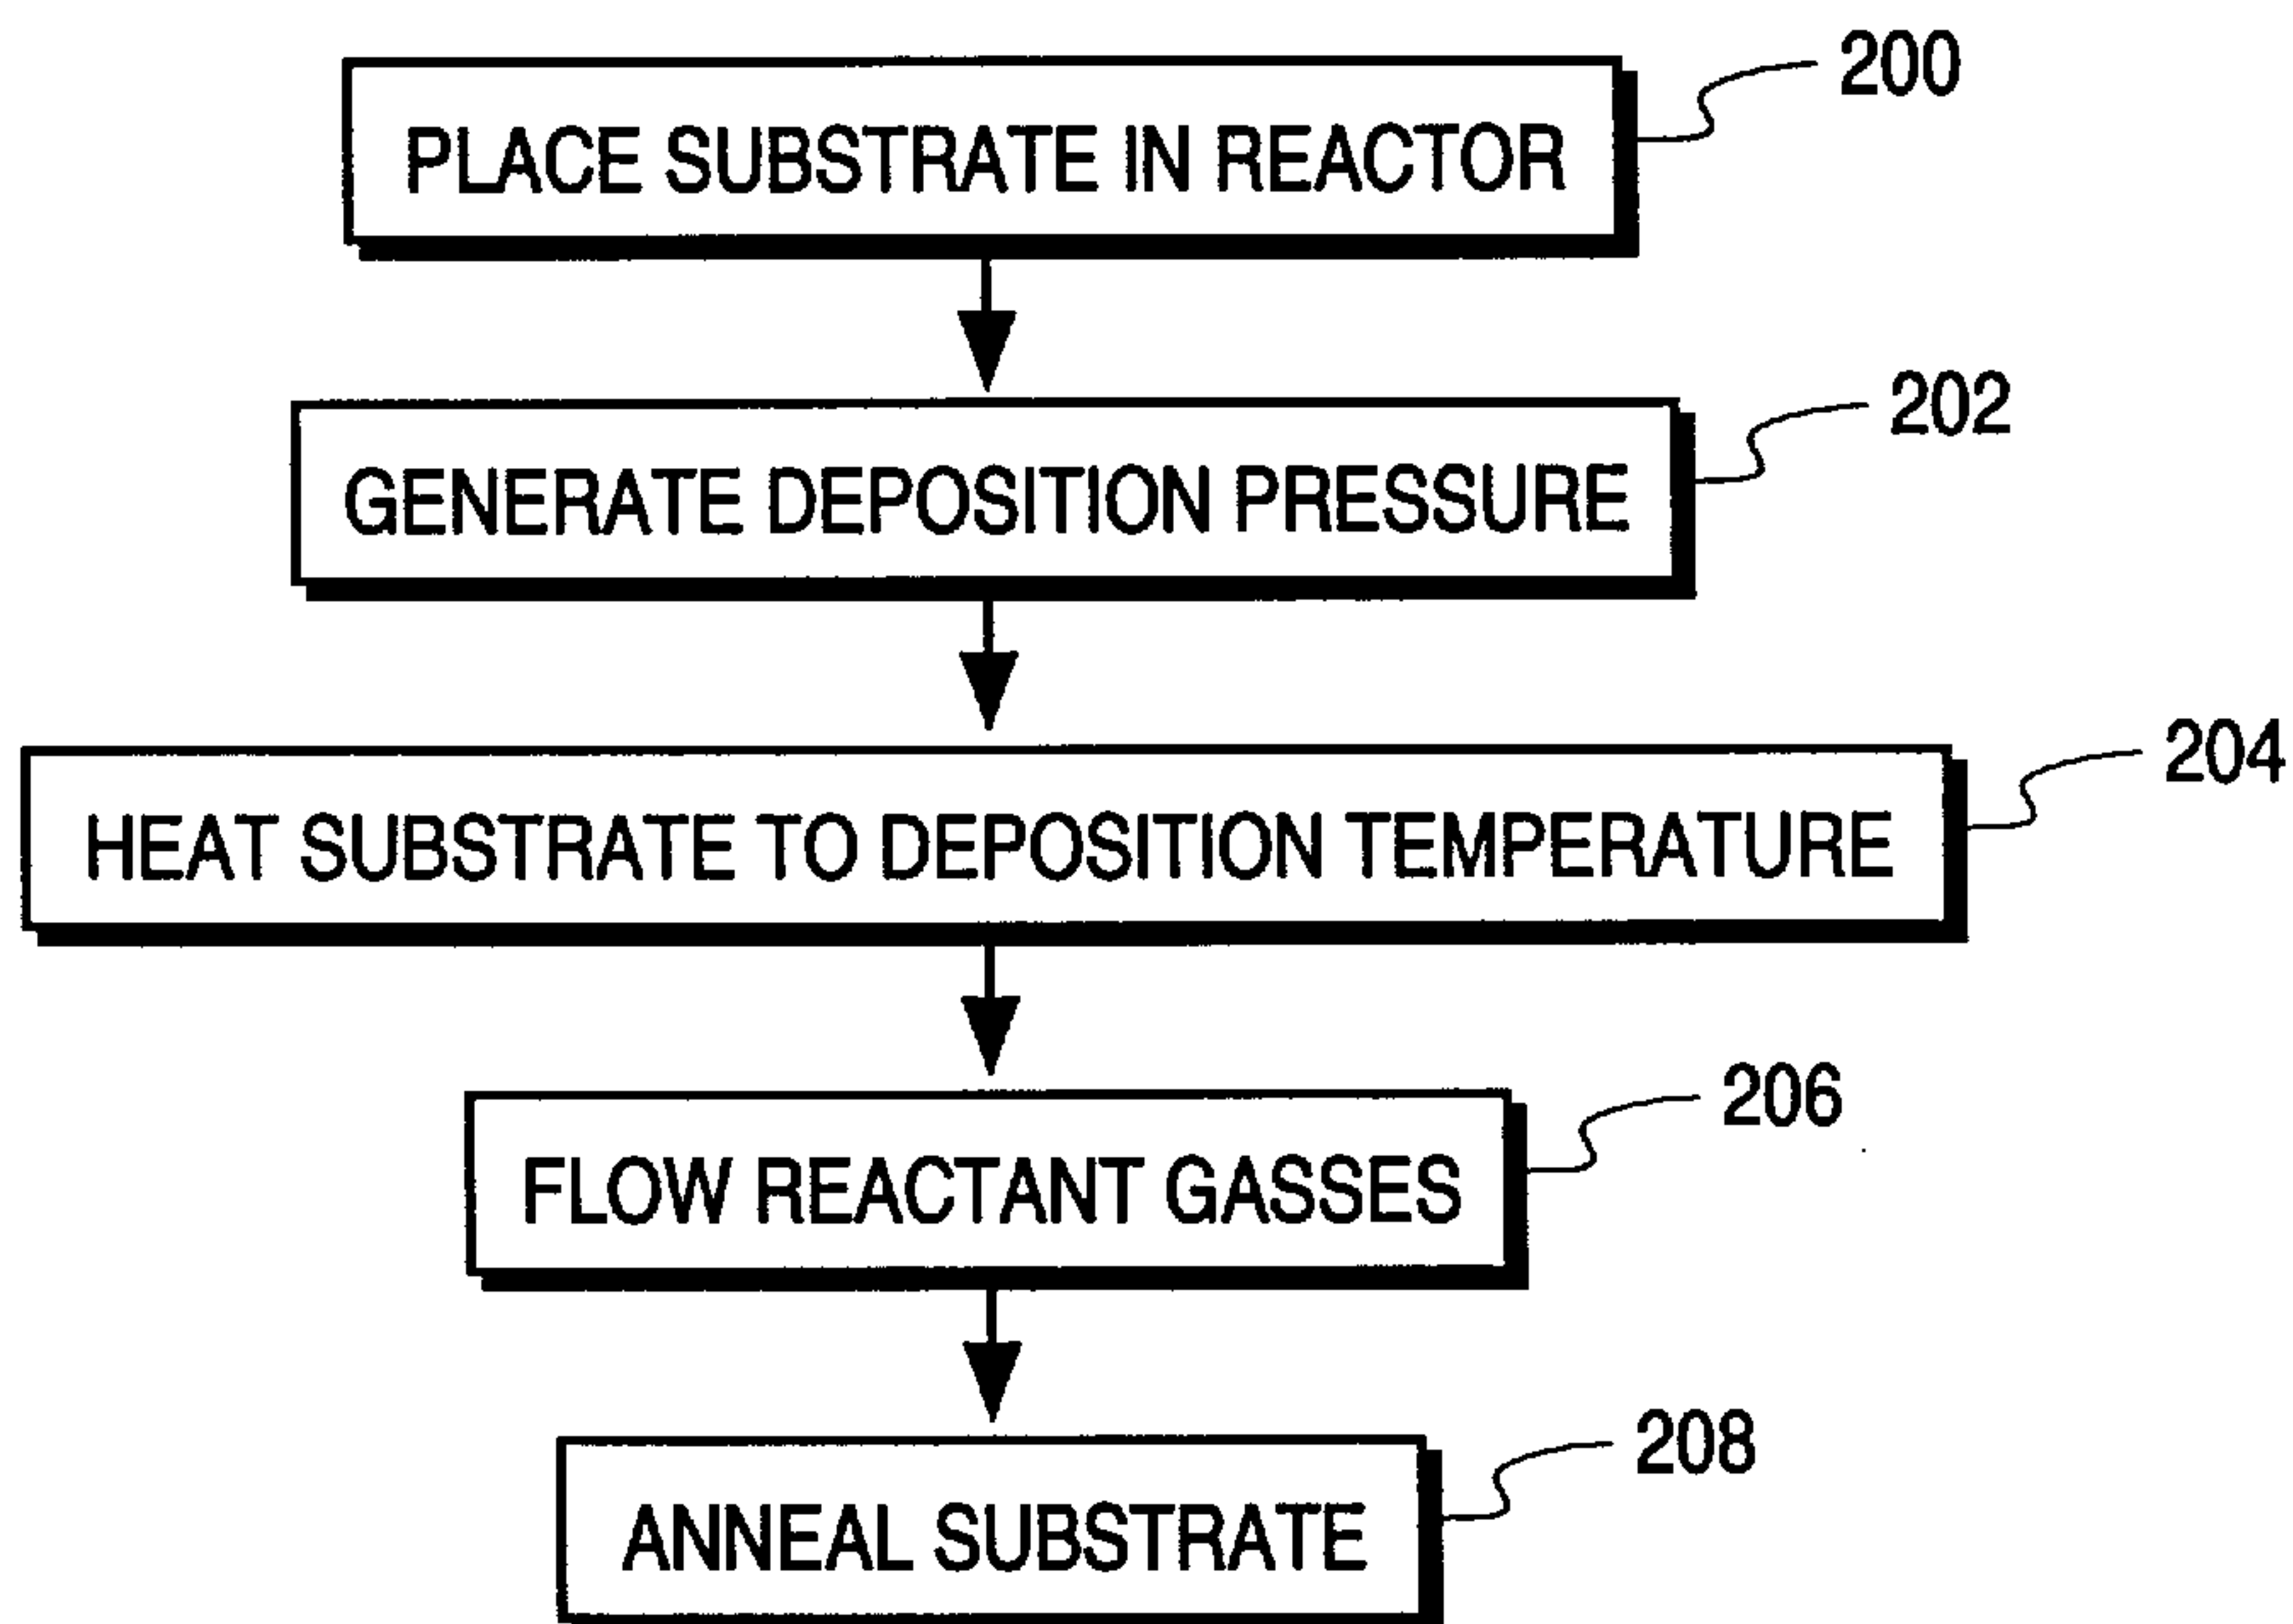 200
PLACE SUBSTRATE IN REACTOR
202
GENERATE DEPOSITION PRESSURE
204
HEAT SUBSTRATE TO DEPOSITION TEMPERATURE
206
FLOW REACTANT GASSES
208
ANNEAL SUBSTRATE